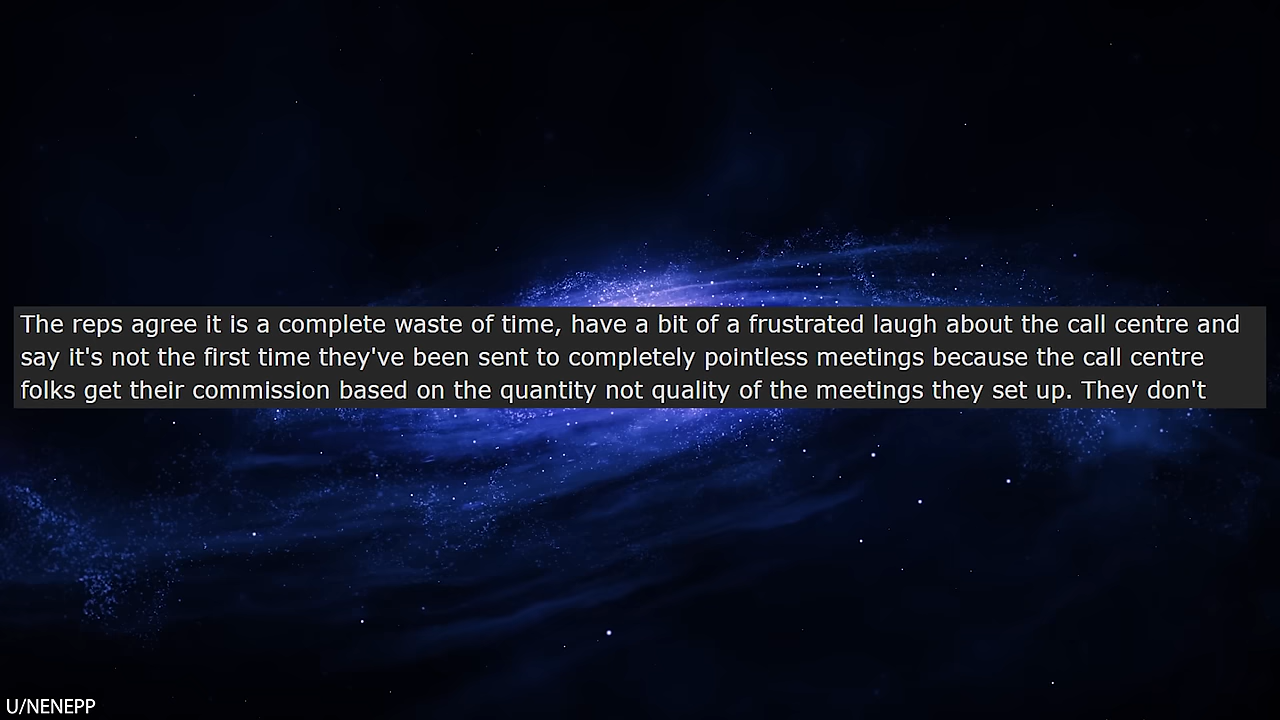 The reps agree it is a complete waste of time, have a bit of a frustrated laugh about the call centre and
say it's not the first time they've been sent to completely pointless meetings because the call centre
folks get their commission based on the quantity not quality of the meetings they set up. They don't
U/NENEPP